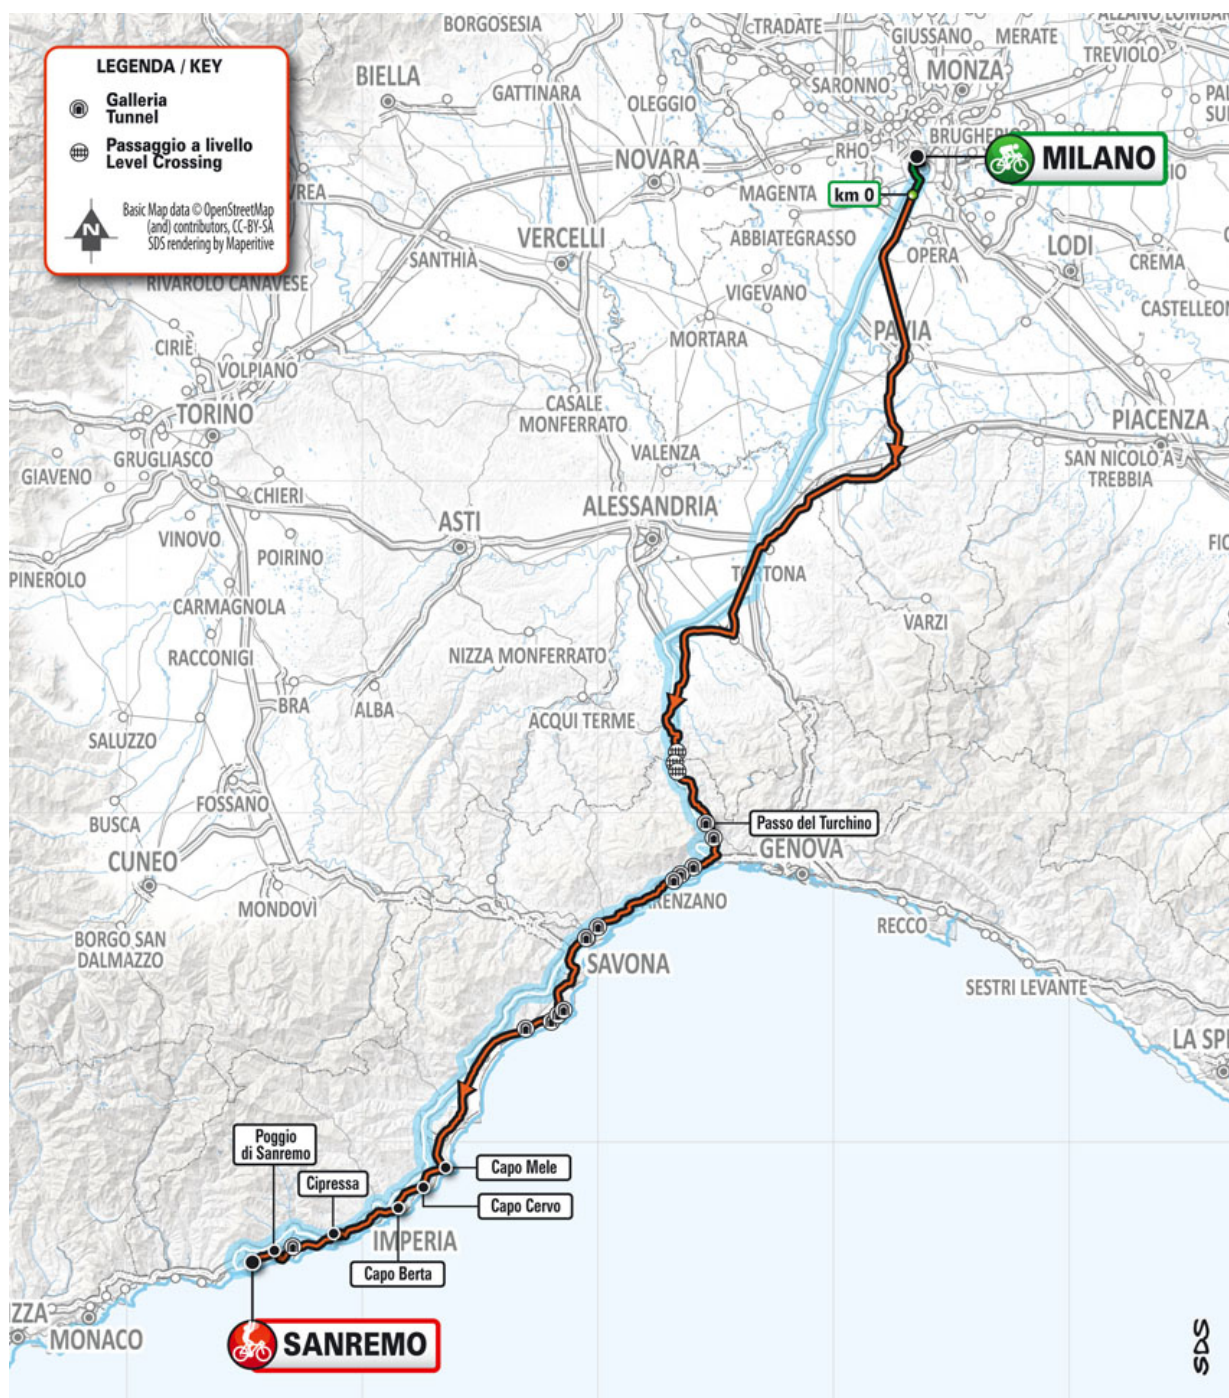 LEGENDA / KEY
Galleria
Tunnel
Passaggio a livello
Level Crossing
N
Basic Map data © OpenStreetMap
(and) contributors, CC-BY-SA
SDS rendering by Maperitive
BORGOSESIA
TRADATE
GIUSSANO
MERATE
TREVIOLO
BIELLA
GATTINARA
OLEGGIO
SARONNO
MONZA
BRUGHERIO
RHO
MILANO
NOVARA
MAGENTA
km 0
ABBIATEGRASSO
OPERA
LODI
CREMA
VERCELLI
SANTHIÀ
RIVAROLO CANAVESE
VIGEVANO
CASTELLEON
MORTARA
PAVIA
CIRIÈ
VOLPIANO
TORINO
CASALE
MONFERRATO
PIACENZA
GRUGLIASCO
GIAVENO
VALENZA
SAN NICOLÒ A
TREBBIA
CHIERI
ALESSANDRIA
ASTI
VINOVO
POIRINO
PINEROLO
TORTONA
CARMAGNOLA
VARZI
RACCONIGI
NIZZA MONFERRATO
BRA
ALBA
ACQUI TERME
SALUZZO
FOSSANO
BUSCA
Passo del Turchino
GENOVA
CUNEO
MONDOVÌ
RENZANO
RECCO
BORGO SAN
DALMAZZO
SAVONA
SESTRI LEVANTE
LA SPE
Poggio
di Sanremo
Cipressa
Capo Mele
Capo Cervo
IMPERIA
Capo Berta
ZZA
MONACO
SANREMO
SDS